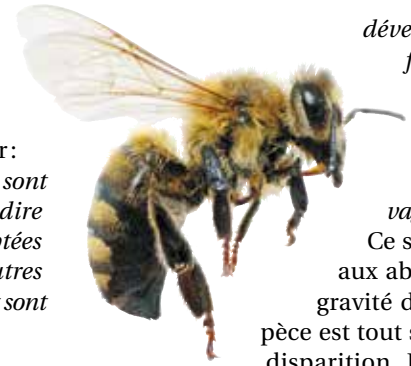 r :
sont
dire
ptées
utres
sont
déve
f
va
Ce s
aux ab
gravité d
pèce est tout s
disparition.